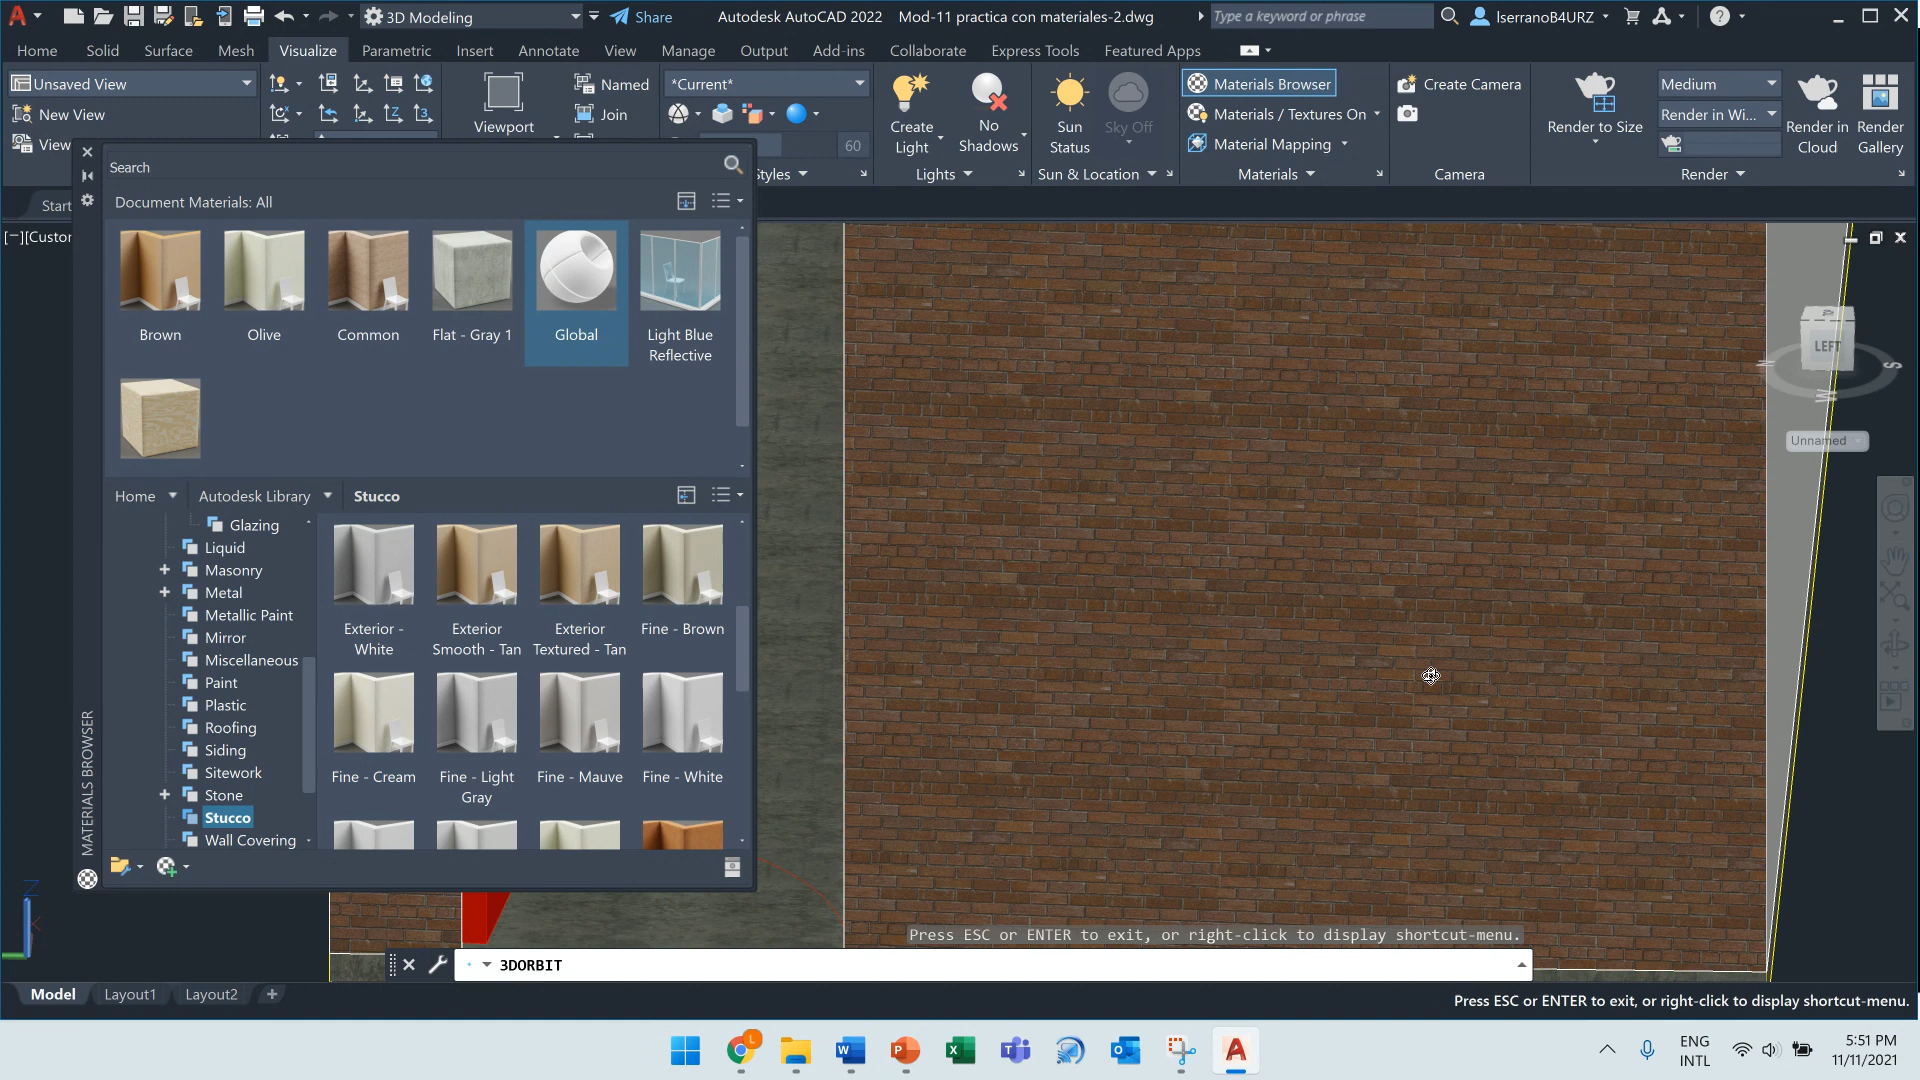 3D Modeling
Share
Autodesk AutoCAD 2022 Mod-11 practica con materiales-2.dwg
Type a keyword or phrase
lserranoB4URZ
Home Solid Surface Mesh Visualize Parametric Insert Annotate View Manage Output Add-ins Collaborate Express Tools Featured Apps
Unsaved View
New View
View
Viewport
Named
Join
*Current*
60
Styles
Create
Light
No
Shadows
Lights
Sun
Status
Sky Off
Sun & Location
Materials Browser
Materials / Textures On
Material Mapping
Materials
Create Camera
Camera
Render to Size
Medium
Render in Wi...
Render in
Cloud
Render
Gallery
Render
Start
[−][Custom
Search
Document Materials: All
Brown
Olive
Common
Flat - Gray 1
Global
Light Blue
Reflective
Home Autodesk Library Stucco
Glazing
Liquid
Masonry
Metal
Metallic Paint
Mirror
Miscellaneous
Paint
Plastic
Roofing
Siding
Sitework
Stone
Stucco
Wall Covering
Exterior -
White
Exterior
Smooth - Tan
Exterior
Textured - Tan
Fine - Brown
Fine - Cream
Fine - Light
Gray
Fine - Mauve
Fine - White
MATERIALS BROWSER
LEFT
S
W
Unnamed
Z
Press ESC or ENTER to exit, or right-click to display shortcut-menu.
3DORBIT
Model Layout1 Layout2
Press ESC or ENTER to exit, or right-click to display shortcut-menu.
ENG
INTL
5:51 PM
11/11/2021